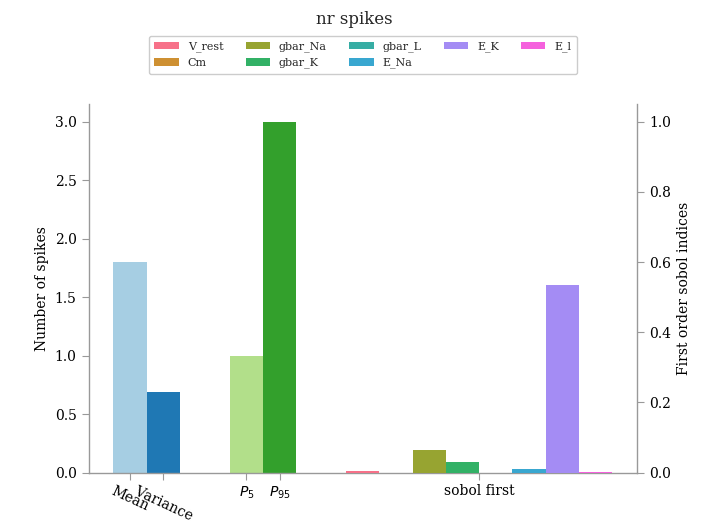 nr spikes
V_rest gbar_Na gbar_L E_K E_l
Cm gbar_K E_Na
Number of spikes
3.0
2.5
2.0
1.5
1.0
0.5
0.0
First order sobol indices
1.0
0.8
0.6
0.4
0.2
0.0
Mean Variance P5 P95 sobol first